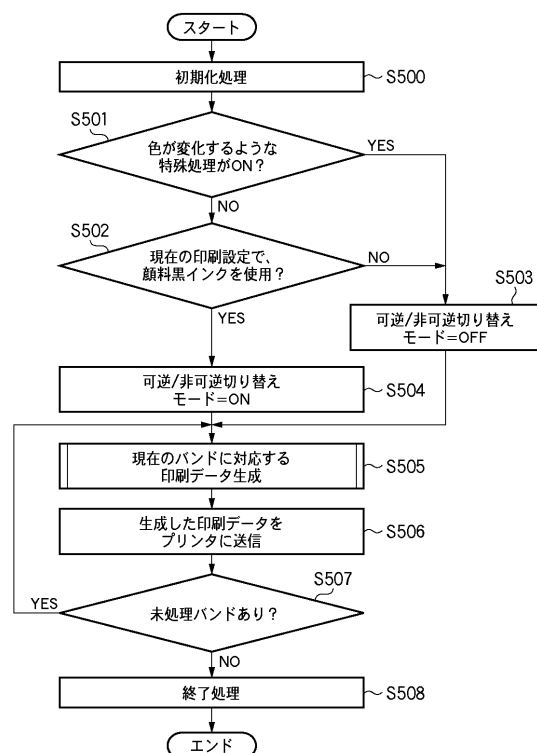 スタート
初期化処理
S500
S501
色が変化するような
特殊処理がON?
YES
NO
S502
現在の印刷設定で、
顔料黒インクを使用?
NO
YES
S503
可逆/非可逆切り替え
モード=OFF
可逆/非可逆切り替え
モード=ON
S504
現在のバンドに対応する
印刷データ生成
S505
生成した印刷データを
プリンタに送信
S506
S507
未処理バンドあり?
YES
NO
終了処理
S508
エンド